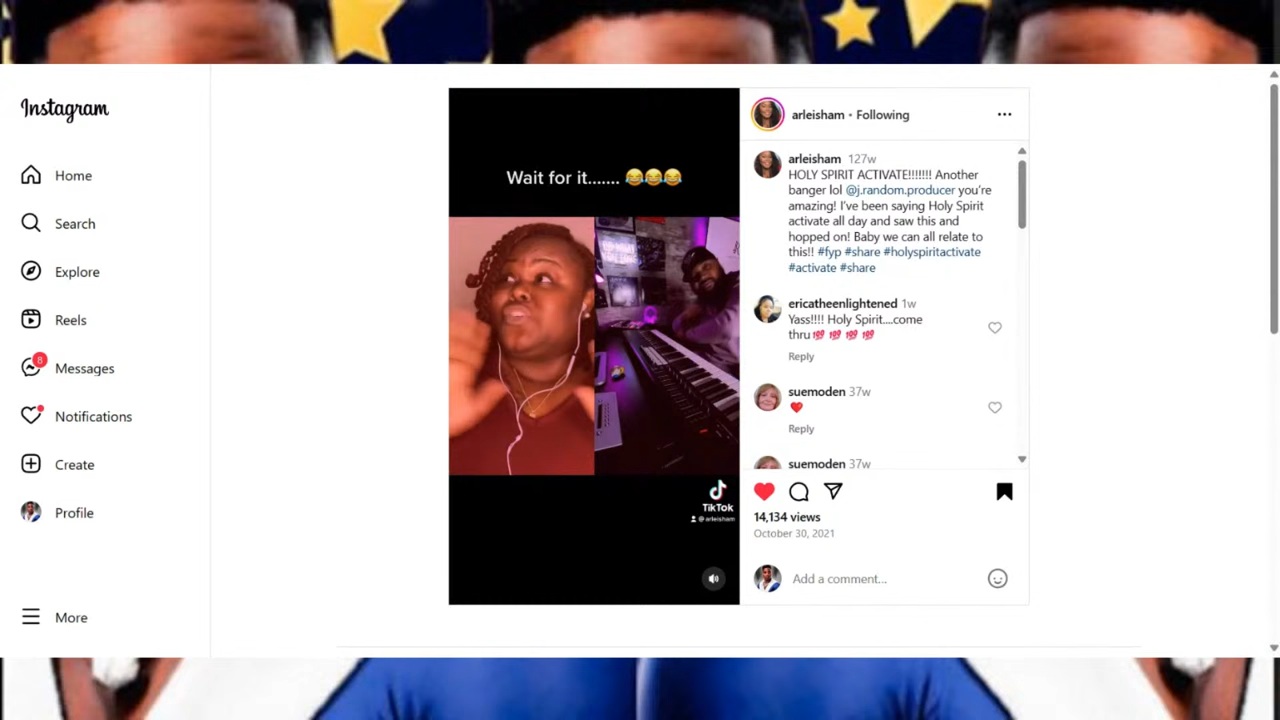 Instagram
Home
Search
Explore
Reels
8
Messages
Notifications
Create
Profile
More
Wait for it....... 😂😂😂
TikTok
@arleisham
arleisham • Following
arleisham 127w
HOLY SPIRIT ACTIVATE!!!!!!! Another
banger lol @j.random.producer you're
amazing! I've been saying Holy Spirit
activate all day and saw this and
hopped on! Baby we can all relate to
this!! #fyp #share #holyspiritactivate
#activate #share
ericatheenlightened 1w
Yass!!!! Holy Spirit....come
thru💯 💯 💯 💯
Reply
suemoden 37w
❤️
Reply
suemoden 37w
14,134 views
October 30, 2021
Add a comment...